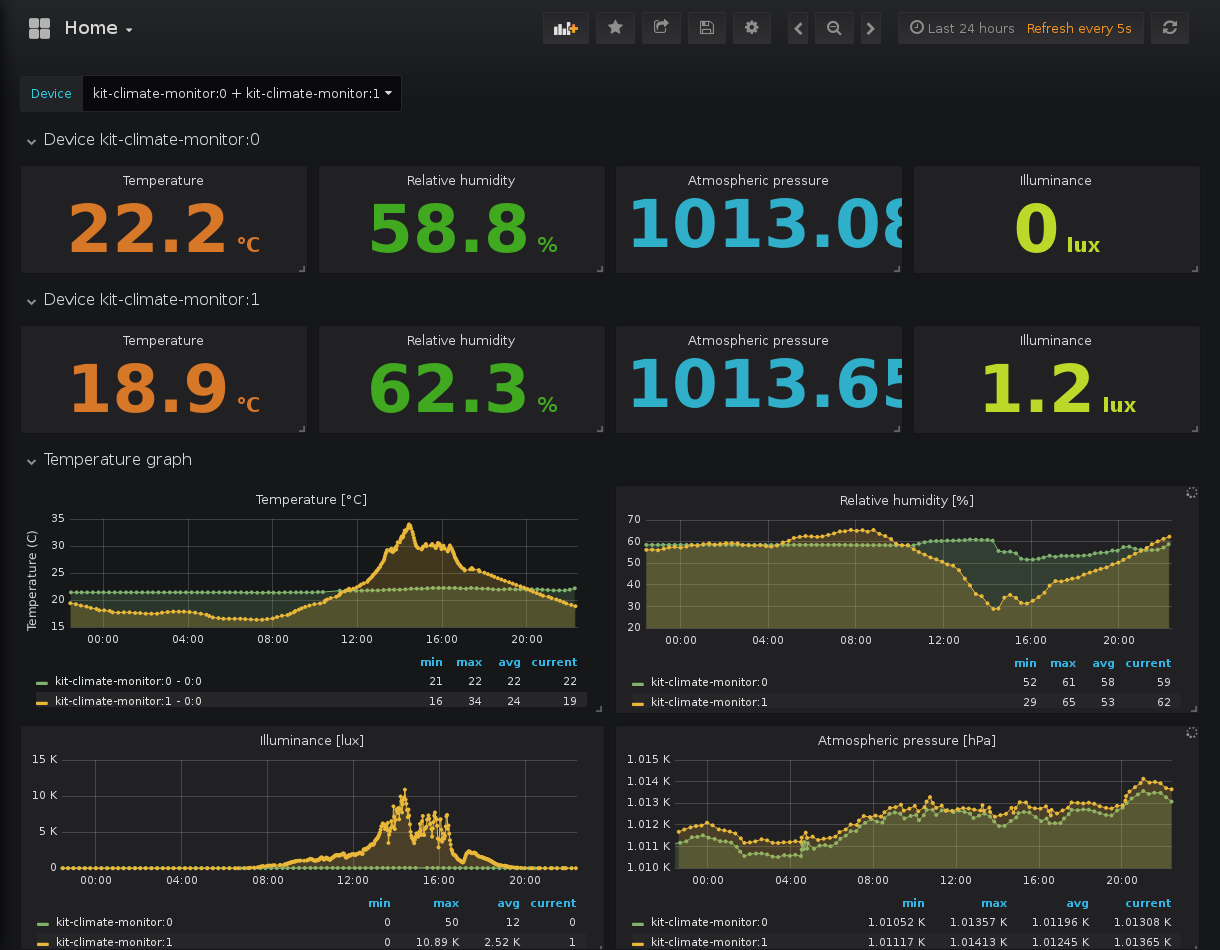 Home
Last 24 hours Refresh every 5s
Device kit-climate-monitor:0 + kit-climate-monitor:1
Device kit-climate-monitor:0
Temperature Relative humidity Atmospheric pressure Illuminance
22.2 °C 58.8 % 1013.08 0 lux
Device kit-climate-monitor:1
Temperature Relative humidity Atmospheric pressure Illuminance
18.9 °C 62.3 % 1013.65 1.2 lux
Temperature graph
Temperature [°C]
Temperature (C)
35
30
25
20
15
00:00 04:00 08:00 12:00 16:00 20:00
min max avg current
kit-climate-monitor:0 - 0:0 21 22 22 22
kit-climate-monitor:1 - 0:0 16 34 24 19
Relative humidity [%]
70
60
50
40
30
20
00:00 04:00 08:00 12:00 16:00 20:00
min max avg current
kit-climate-monitor:0 52 61 58 59
kit-climate-monitor:1 29 65 53 62
Illuminance [lux]
15 K
10 K
5 K
0
00:00 04:00 08:00 12:00 16:00 20:00
min max avg current
kit-climate-monitor:0 0 50 12 0
kit-climate-monitor:1 0 10.89 K 2.52 K 1
Atmospheric pressure [hPa]
1.015 K
1.014 K
1.013 K
1.012 K
1.011 K
1.010 K
00:00 04:00 08:00 12:00 16:00 20:00
min max avg current
kit-climate-monitor:0 1.01052 K 1.01357 K 1.01196 K 1.01308 K
kit-climate-monitor:1 1.01117 K 1.01413 K 1.01245 K 1.01365 K